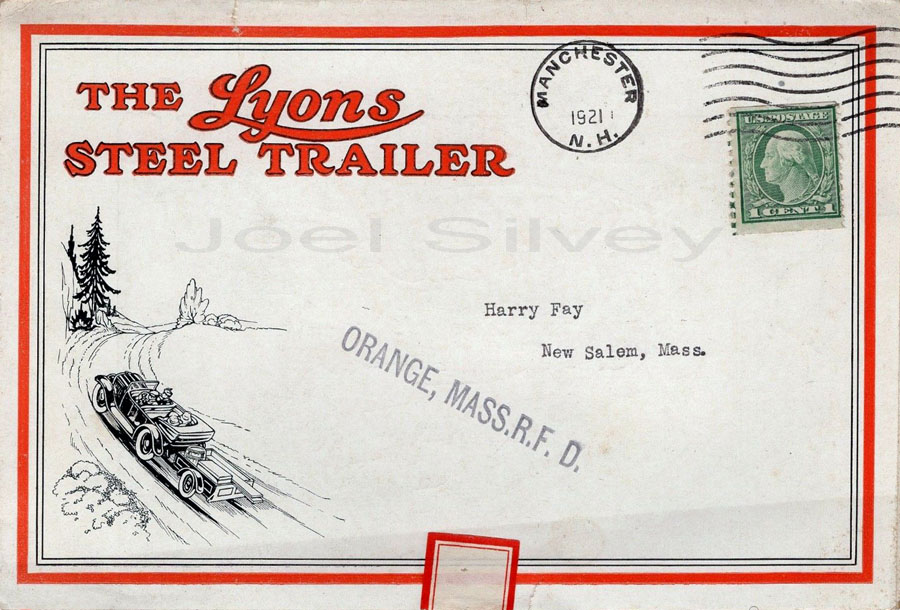 THE Lyons
STEEL TRAILER
MANCHESTER
1921
N.H.
U.S. POSTAGE
1 CENT 1
Joel Silvey
Harry Fay
New Salem, Mass.
ORANGE, MASS.R.F. D.